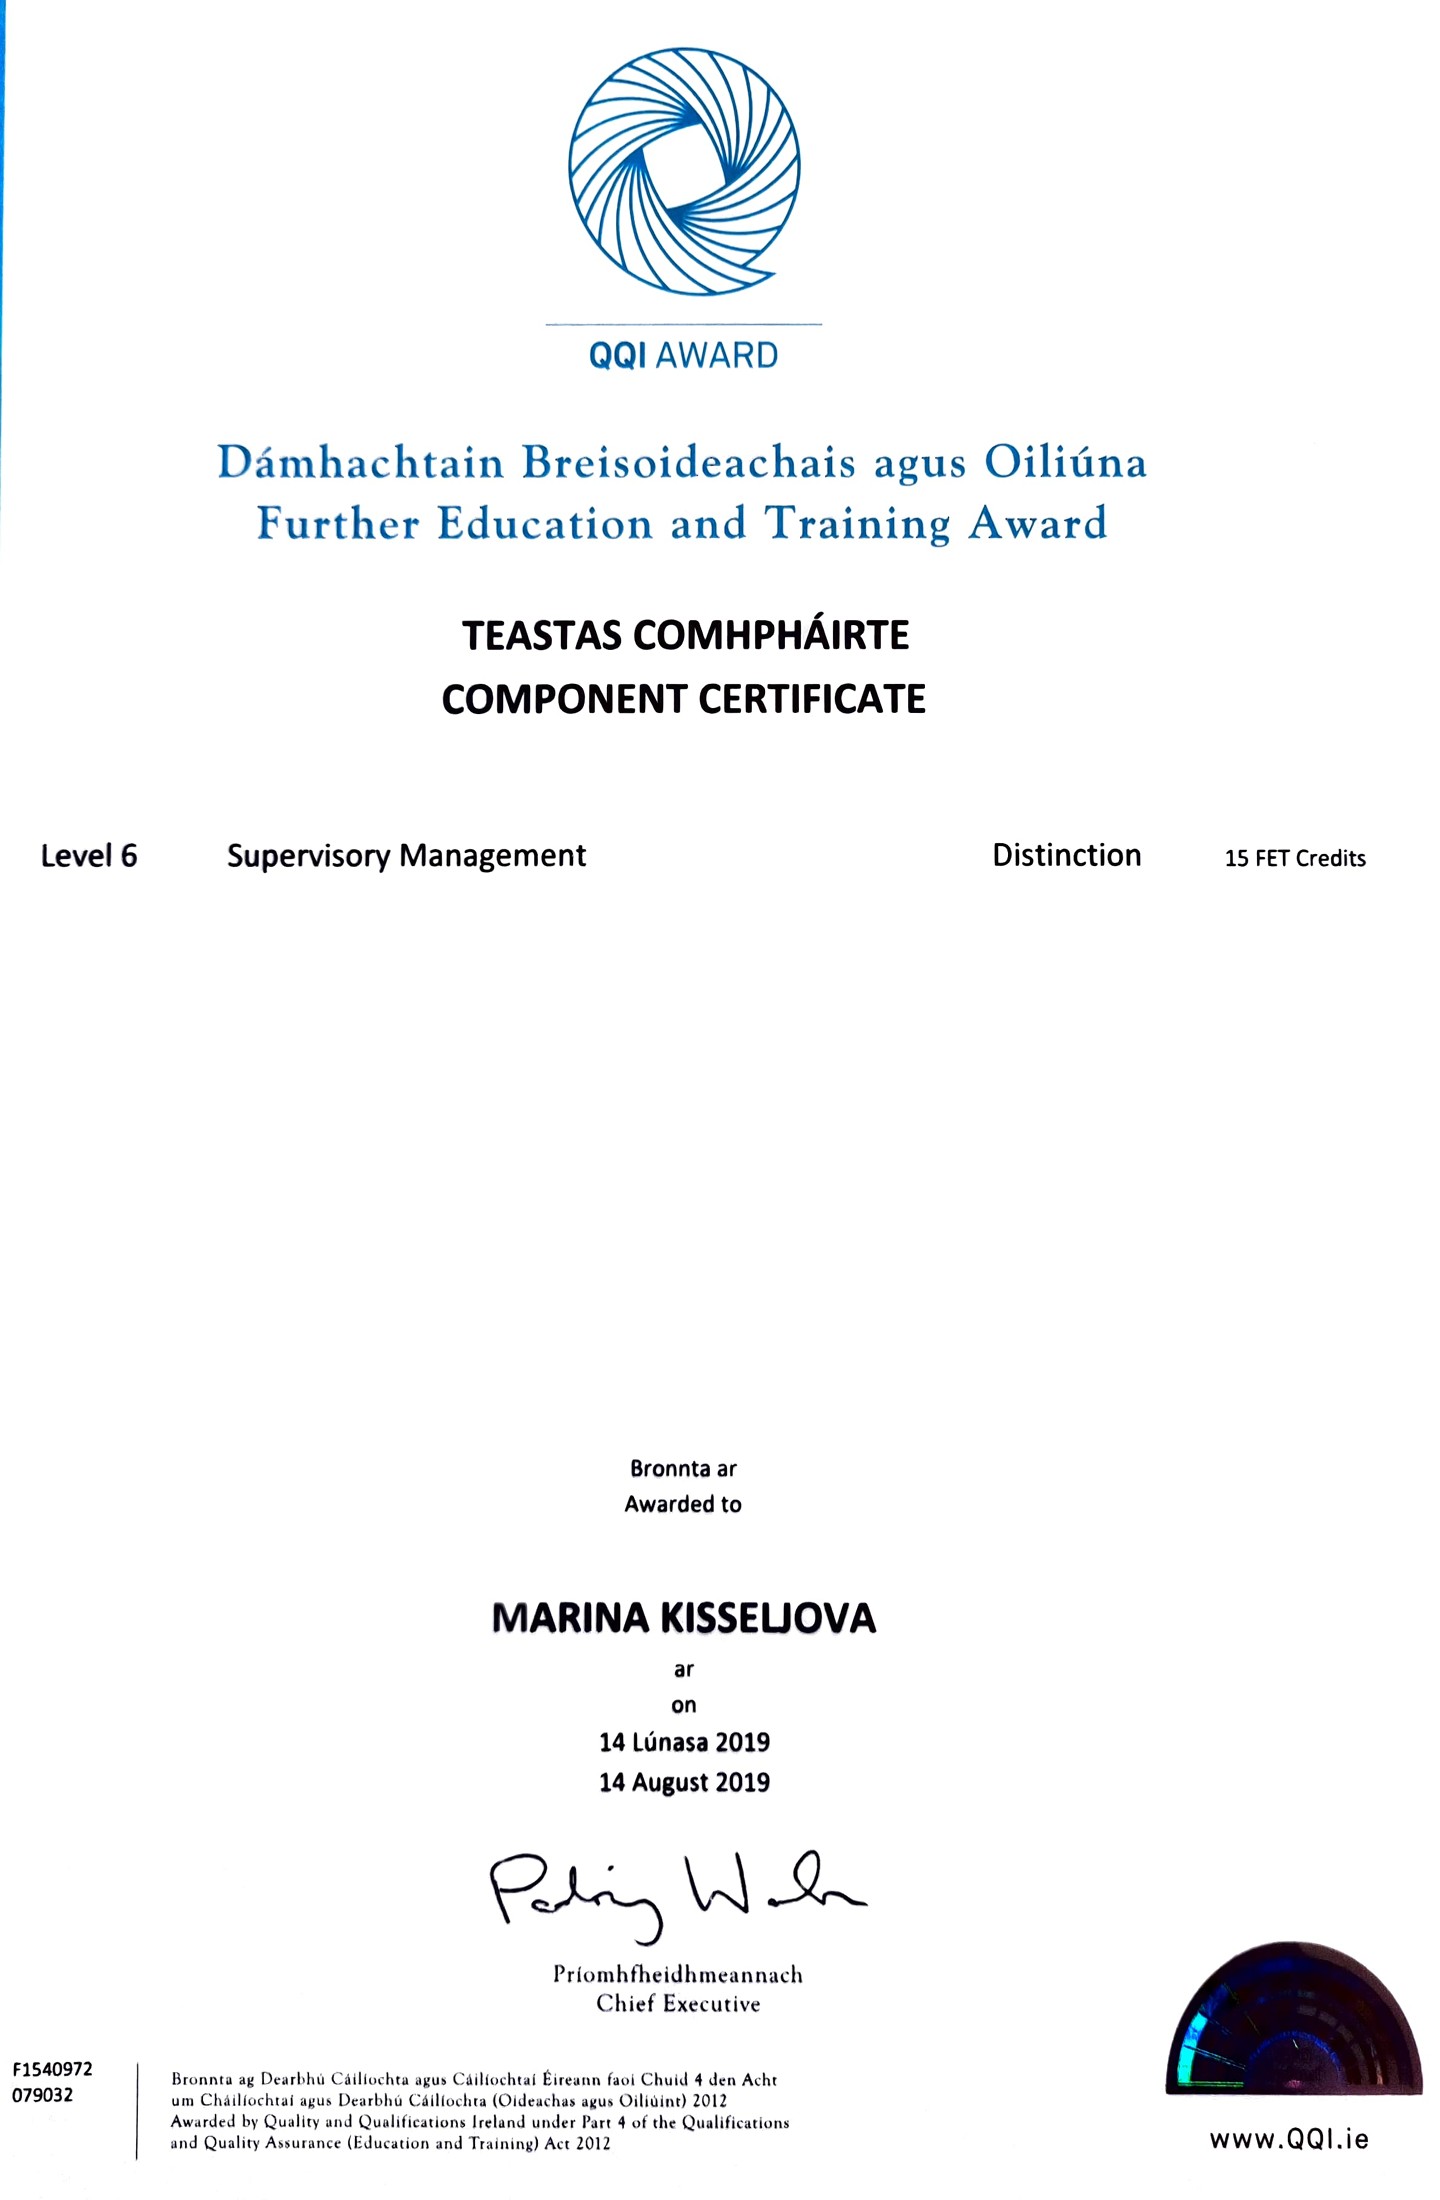 QQI AWARD
Dámhachtain Breisoideachais agus Oiliúna
Further Education and Training Award
TEASTAS COMHPHÁIRTE
COMPONENT CERTIFICATE
Level 6 Supervisory Management Distinction 15 FET Credits
Bronnta ar
Awarded to
MARINA KISSELJOVA
ar
on
14 Lúnasa 2019
14 August 2019
Príomhfheidhmeannach
Chief Executive
F1540972
079032
Bronnta ag Dearbhú Cáilíochta agus Cáilíochtaí Éireann faoi Chuid 4 den Acht
um Cháilíochtaí agus Dearbhú Cáilíochta (Oideachas agus Oiliúint) 2012
Awarded by Quality and Qualifications Ireland under Part 4 of the Qualifications
and Quality Assurance (Education and Training) Act 2012
www.QQI.ie